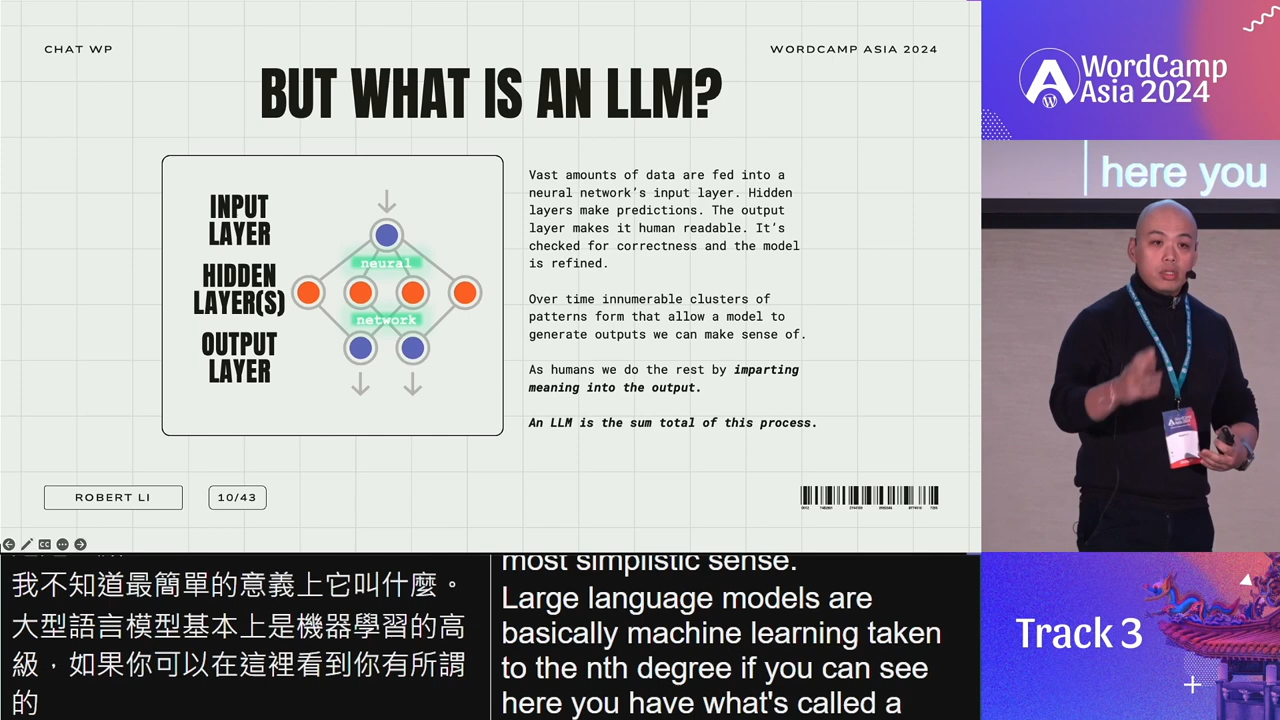 CHAT WP
WORDCAMP ASIA 2024
BUT WHAT IS AN LLM?
INPUT
LAYER
HIDDEN
LAYER(S)
OUTPUT
LAYER
neural
network
Vast amounts of data are fed into a
neural network’s input layer. Hidden
layers make predictions. The output
layer makes it human readable. It’s
checked for correctness and the model
is refined.
Over time innumerable clusters of
patterns form that allow a model to
generate outputs we can make sense of.
As humans we do the rest by imparting
meaning into the output.
An LLM is the sum total of this process.
ROBERT LI
10/43
WordCamp
Asia 2024
here you
Track 3
我不知道最簡單的意義上它叫什麼。
大型語言模型基本上是機器學習的高
級，如果你可以在這裡看到你有所謂
的
most simplistic sense.
Large language models are
basically machine learning taken
to the nth degree if you can see
here you have what's called a